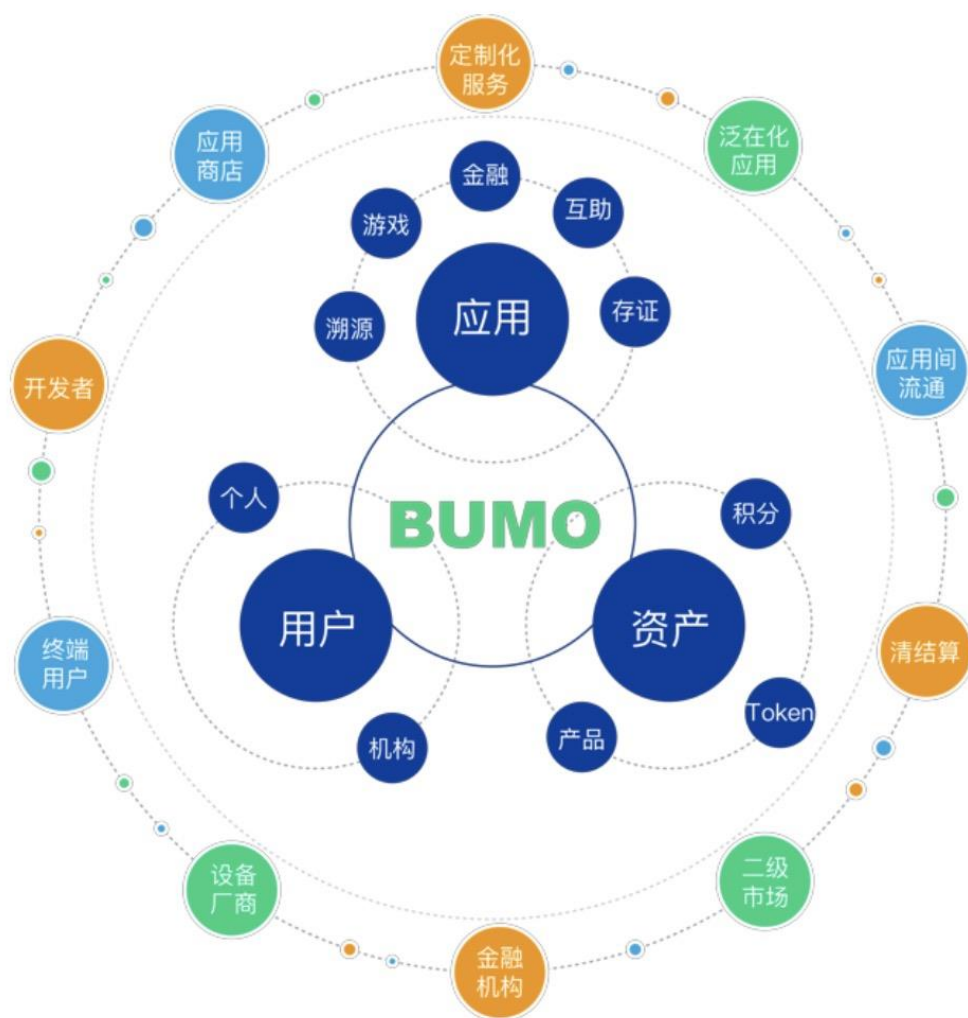 定制化
服务
应用
商店
泛在化
应用
金融
游戏
互助
溯源
应用
存证
开发者
应用间
流通
个人
BUMO
积分
用户
资产
终端
用户
清结算
机构
产品
Token
设备
厂商
二级
市场
金融
机构